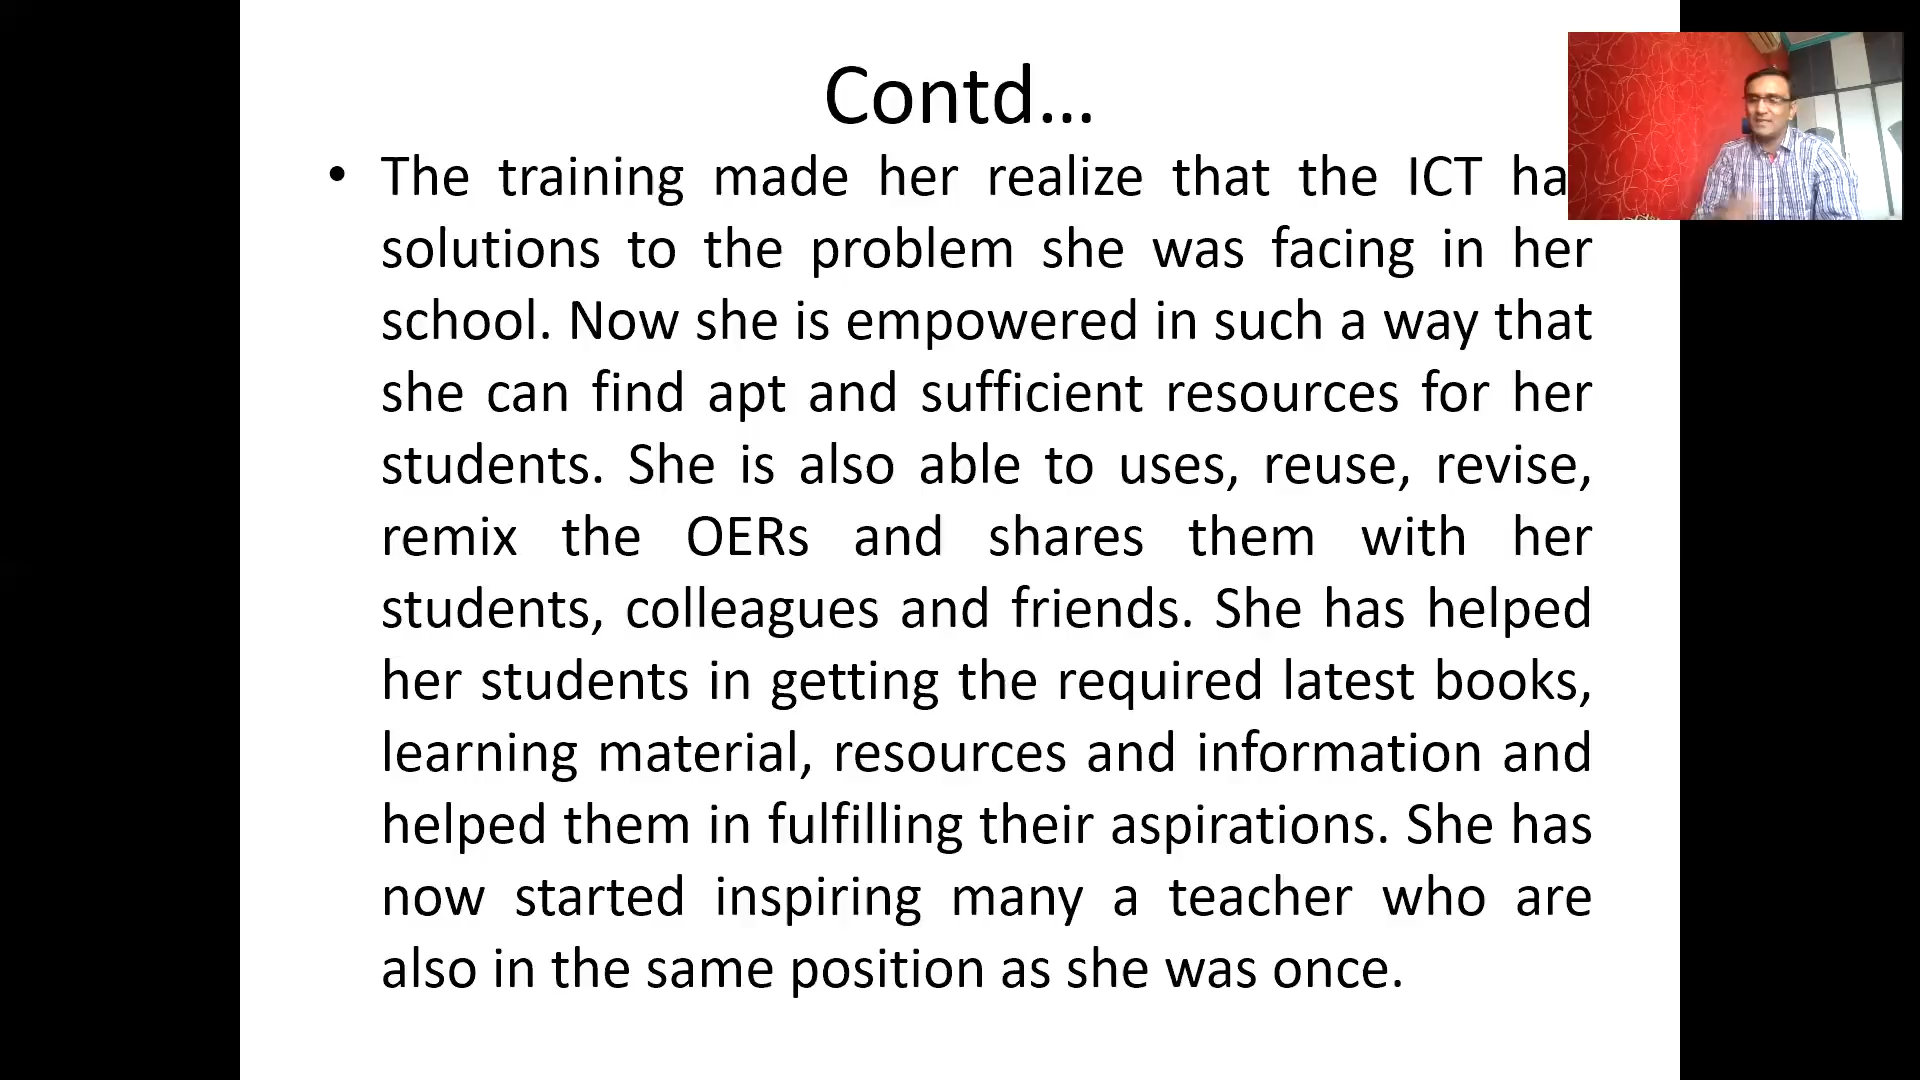 Contd...
• The training made her realize that the ICT
solutions to the problem she was facing in her
school. Now she is empowered in such a way that
she can find apt and sufficient resources for her
students. She is also able to uses, reuse, revise,
remix the OERs and shares them with her
students, colleagues and friends. She has helped
her students in getting the required latest books,
learning material, resources and information and
helped them in fulfilling their aspirations. She has
now started inspiring many a teacher who are
also in the same position as she was once.